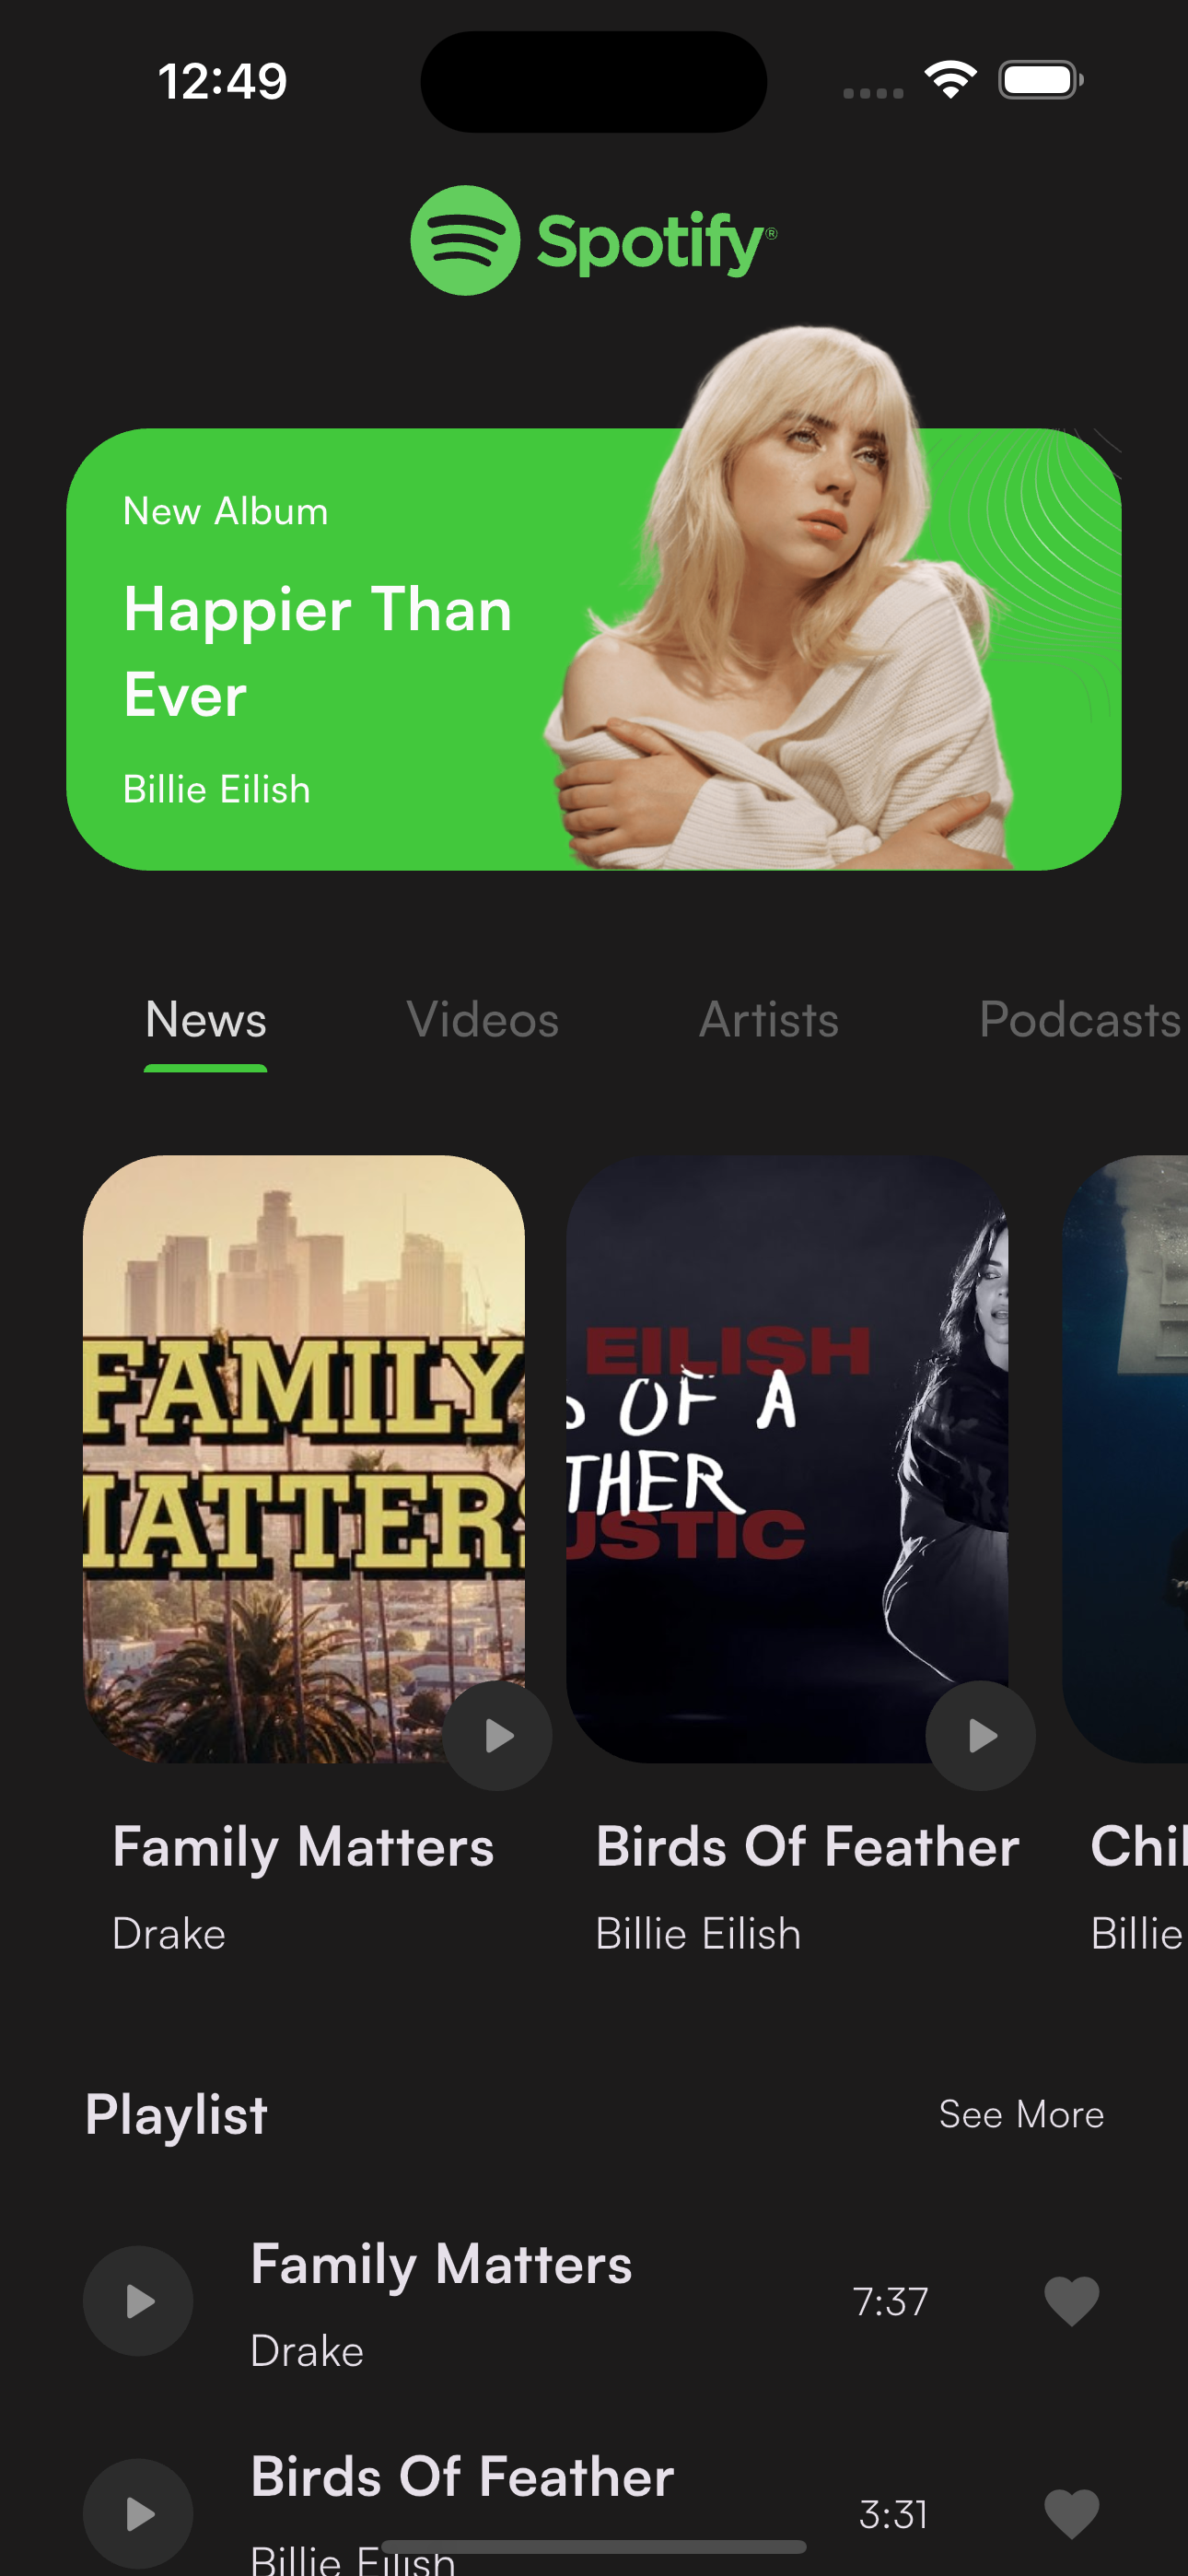 12:49
Spotify®
New Album
Happier Than
Ever
Billie Eilish
News Videos Artists Podcasts
FAMILY
MATTERS
EILISH
OF A
THER
USTIC
Family Matters Birds Of Feather Chil
Drake Billie Eilish Billie
Playlist See More
Family Matters
7:37
Drake
Birds Of Feather
3:31
Billie Eilish